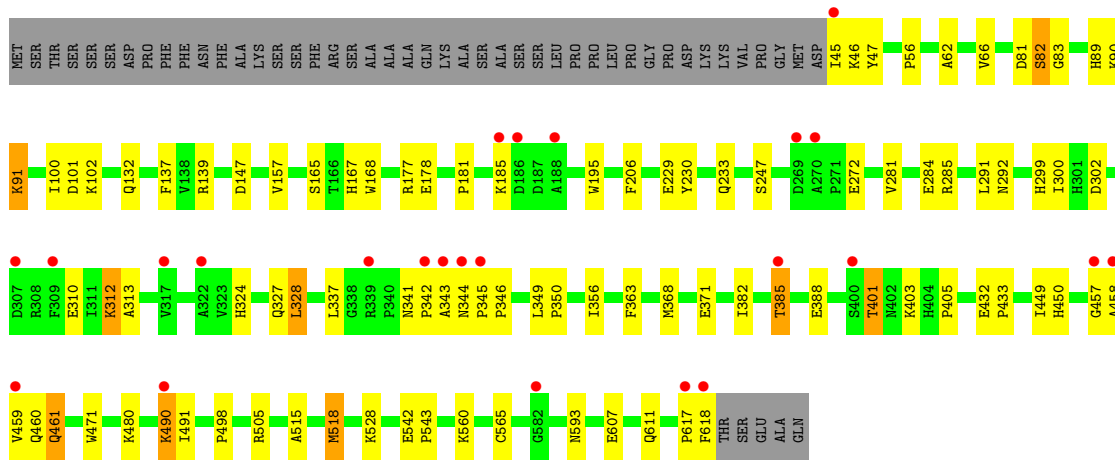 MET SER THR SER SER SER ASP PRO PHE PHE ASN PHE ALA LYS SER SER PHE ARG SER ALA ALA ALA GLN LYS ALA SER ALA SER SER LEU PRO PRO LEU PRO GLY PRO ASP LYS LYS VAL PRO GLY MET ASP I45 K46 Y47 P56 A62 V66 D81 S82 G83 H89 K90
K91 I100 D101 K102 Q132 F137 V138 R139 D147 V157 S165 T166 H167 W168 R177 E178 P181 K185 D186 D187 A188 W195 F206 E229 Y230 Q233 S247 D269 A270 P271 E272 V281 E284 R285 L291 N292 H299 I300 H301 D302
D307 R308 F309 E310 I311 K312 A313 V317 A322 V323 H324 Q327 L328 L337 G338 R339 P340 N341 P342 A343 N344 P345 P346 L349 P350 I356 F363 M368 E371 I382 T385 E388 S400 T401 N402 K403 H404 P405 E432 P433 I449 H450 G457 A458
V459 Q460 Q461 W471 K480 K490 I491 P498 R505 A515 M518 K528 E542 P543 K560 C565 G582 N593 E607 Q611 P617 F618 THR SER GLU ALA GLN